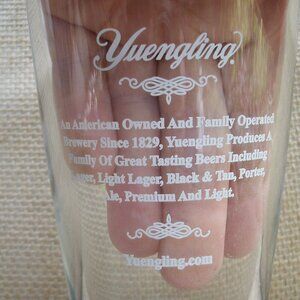 Yuengling®
An American Owned And Family Operated
Brewery Since 1829, Yuengling Produces A
Family Of Great Tasting Beers Including
Lager, Light Lager, Black & Tan, Porter,
Ale, Premium And Light.
Yuengling.com